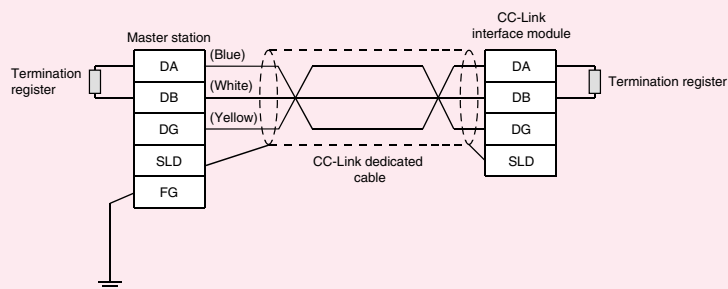 Master station
CC-Link
interface module
Termination
register
DA
(Blue)
DB
(White)
DG
(Yellow)
SLD
FG
CC-Link dedicated
cable
DA
DB
DG
SLD
Termination register